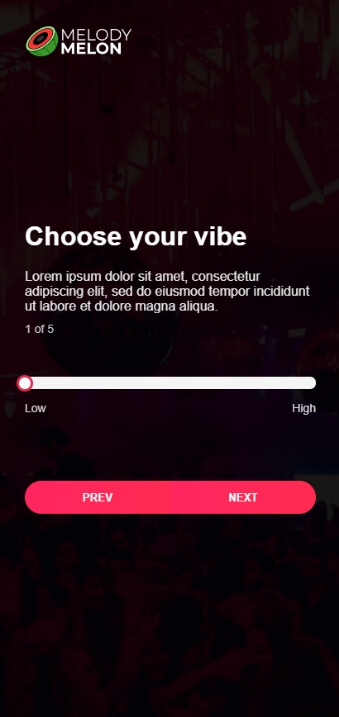 MELODY
MELON
Choose your vibe
Lorem ipsum dolor sit amet, consectetur
adipiscing elit, sed do eiusmod tempor incididunt
ut labore et dolore magna aliqua.
1 of 5
Low High
PREV NEXT